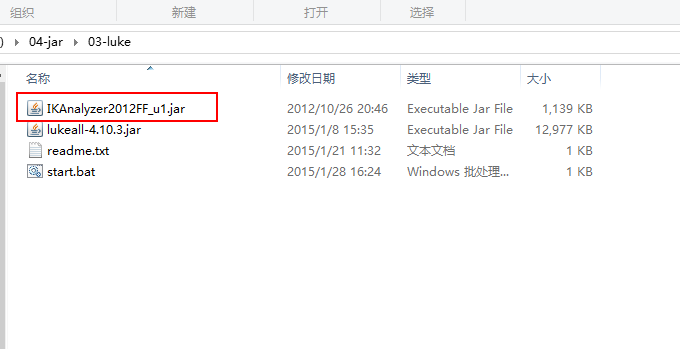 组织 新建 打开 选择
) 04-jar 03-luke
名称 修改日期 类型 大小
IKAnalyzer2012FF_u1.jar 2012/10/26 20:46 Executable Jar File 1,139 KB
lukeall-4.10.3.jar 2015/1/8 15:35 Executable Jar File 12,977 KB
readme.txt 2015/1/21 11:32 文本文档 1 KB
start.bat 2015/1/28 16:24 Windows 批处理... 1 KB